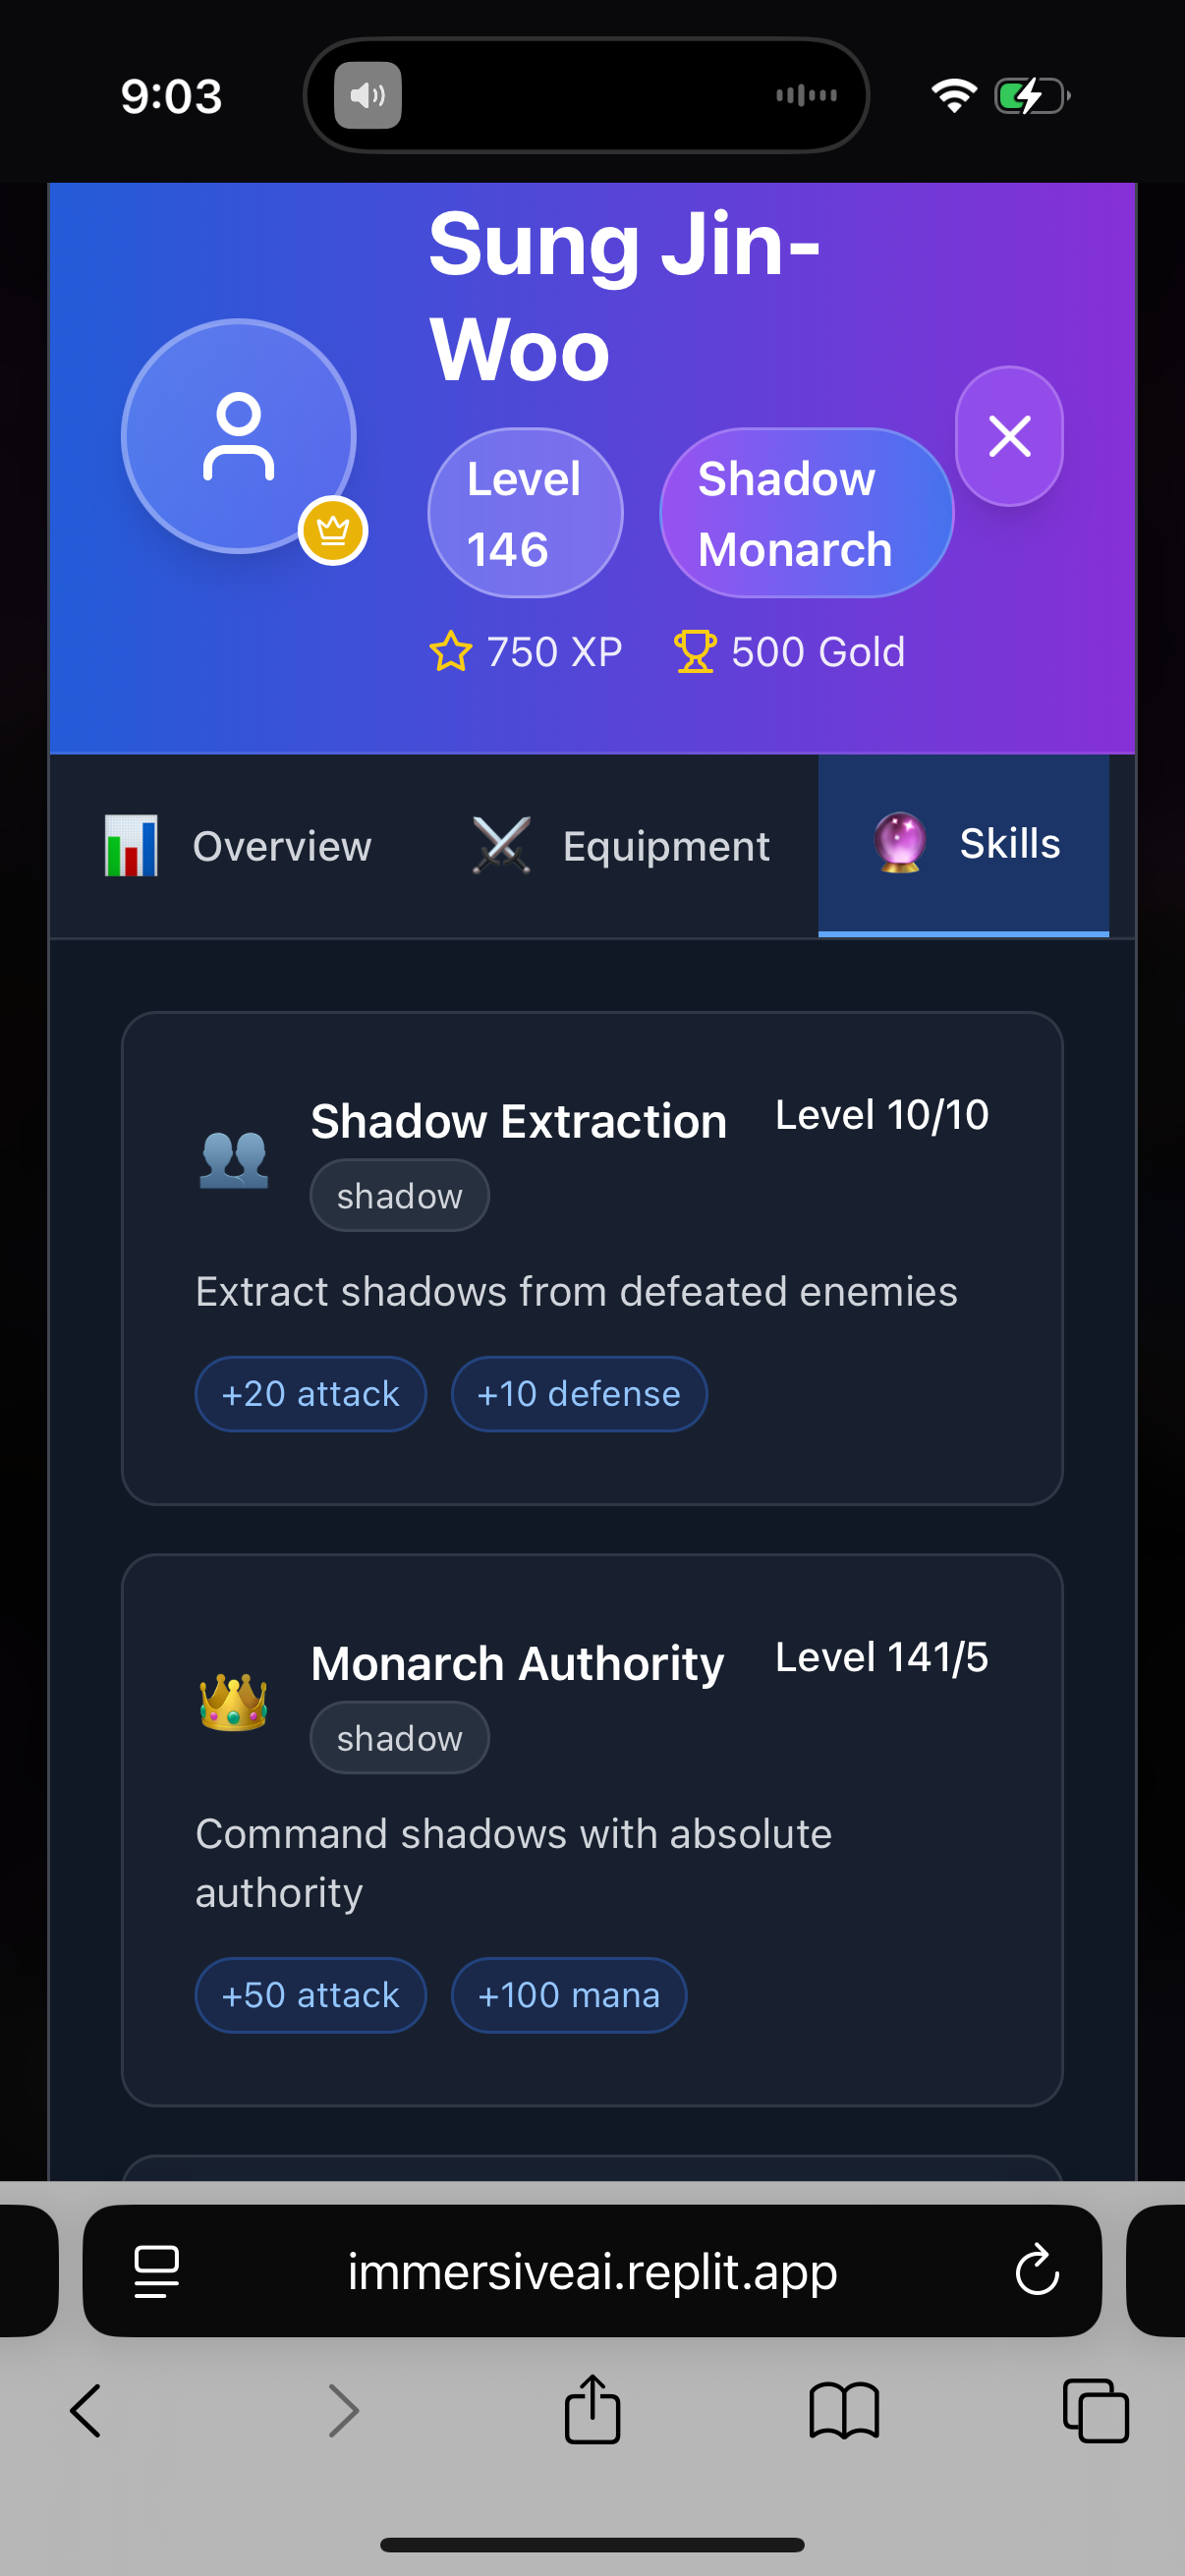 9:03
Sung Jin-
Woo
Level
146
Shadow
Monarch
750 XP
500 Gold
Overview
Equipment
Skills
Shadow Extraction
Level 10/10
shadow
Extract shadows from defeated enemies
+20 attack
+10 defense
Monarch Authority
Level 141/5
shadow
Command shadows with absolute
authority
+50 attack
+100 mana
immersiveai.replit.app